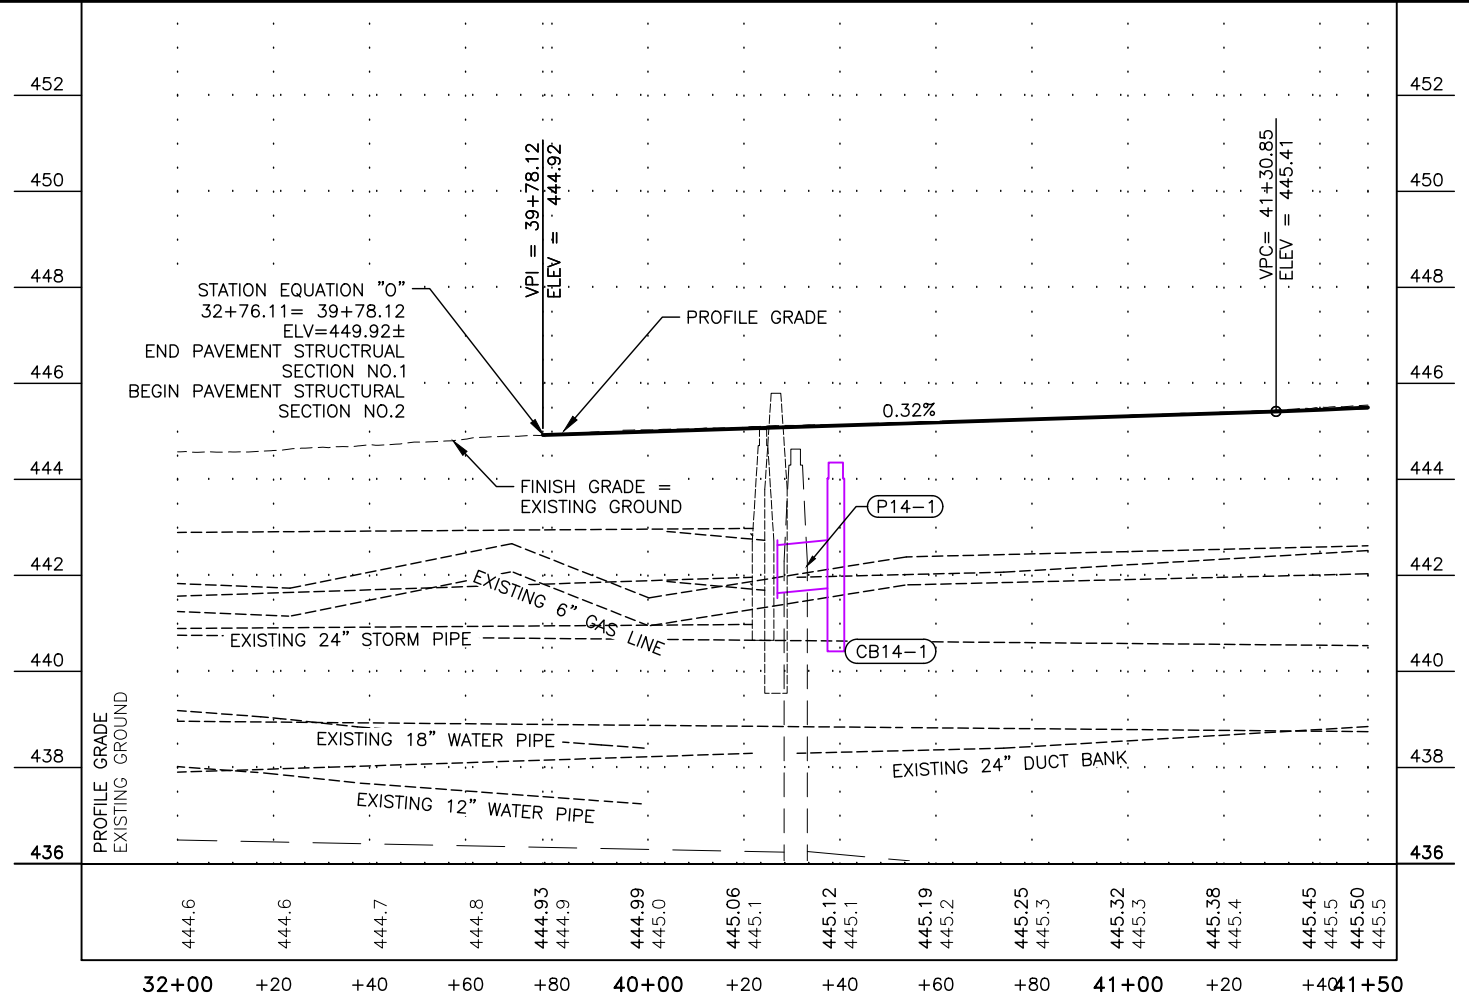 452
450
448
446
444
442
440
438
436
452
450
448
446
444
442
440
438
436
VPI = 39+78.12
ELEV = 444.92
VPC= 41+30.85
ELEV = 445.41
STATION EQUATION "O"
32+76.11= 39+78.12
ELV=449.92±
END PAVEMENT STRUCTRUAL
SECTION NO.1
BEGIN PAVEMENT STRUCTURAL
SECTION NO.2
PROFILE GRADE
0.32%
FINISH GRADE =
EXISTING GROUND
P14-1
EXISTING 6" GAS LINE
EXISTING 24" STORM PIPE
CB14-1
EXISTING 18" WATER PIPE
EXISTING 24" DUCT BANK
EXISTING 12" WATER PIPE
PROFILE GRADE
EXISTING GROUND
444.6
444.6
444.7
444.8
444.93
444.9
444.99
445.0
445.06
445.1
445.12
445.1
445.19
445.2
445.25
445.3
445.32
445.3
445.38
445.4
445.45
445.5
445.50
445.5
32+00 +20 +40 +60 +80 40+00 +20 +40 +60 +80 41+00 +20 +40 41+50